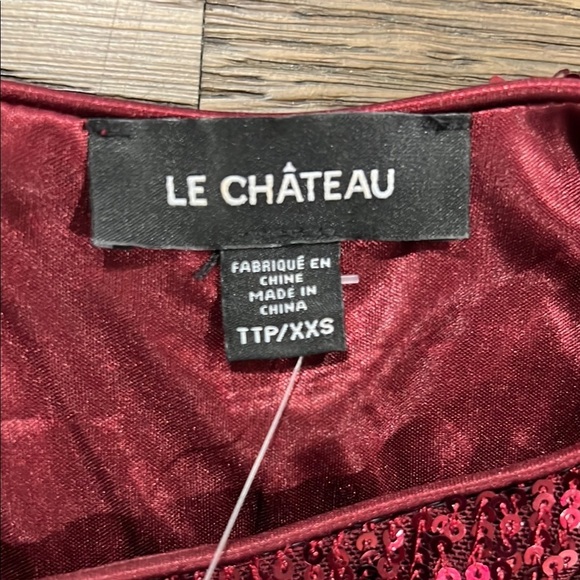 LE CHÂTEAU
FABRIQUÉ EN
CHINE
MADE IN
CHINA
TTP/XXS